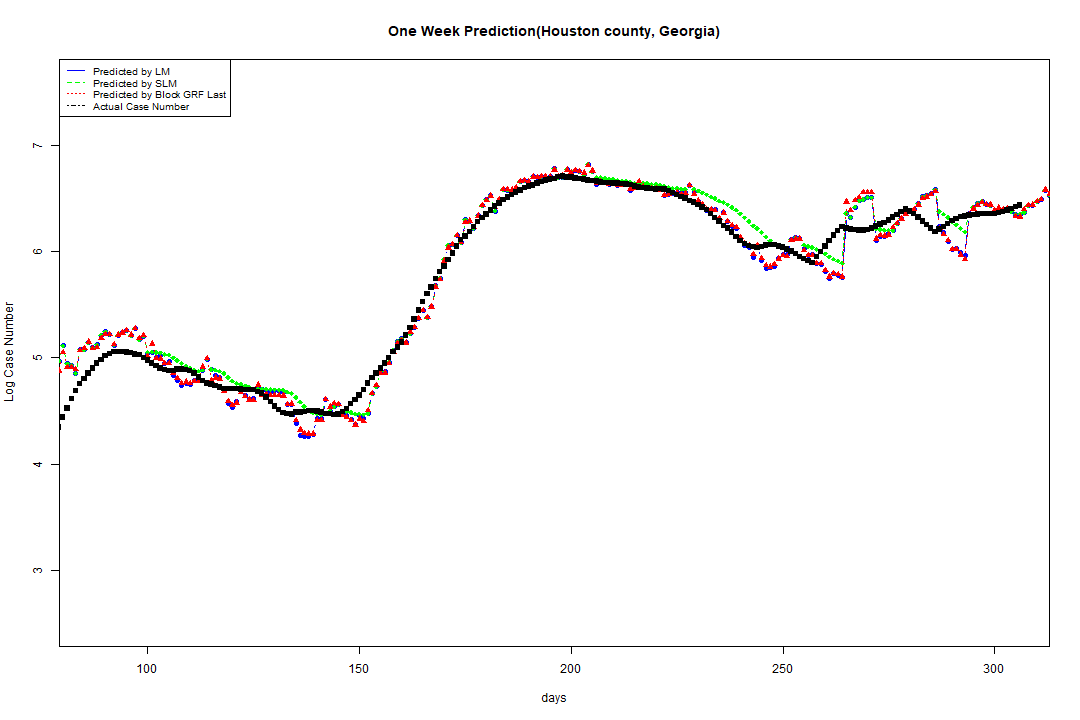 One Week Prediction(Houston county, Georgia)
Predicted by LM
Predicted by SLM
Predicted by Block GRF Last
Actual Case Number
7
6
5
4
3
Log Case Number
100 150 200 250 300
days